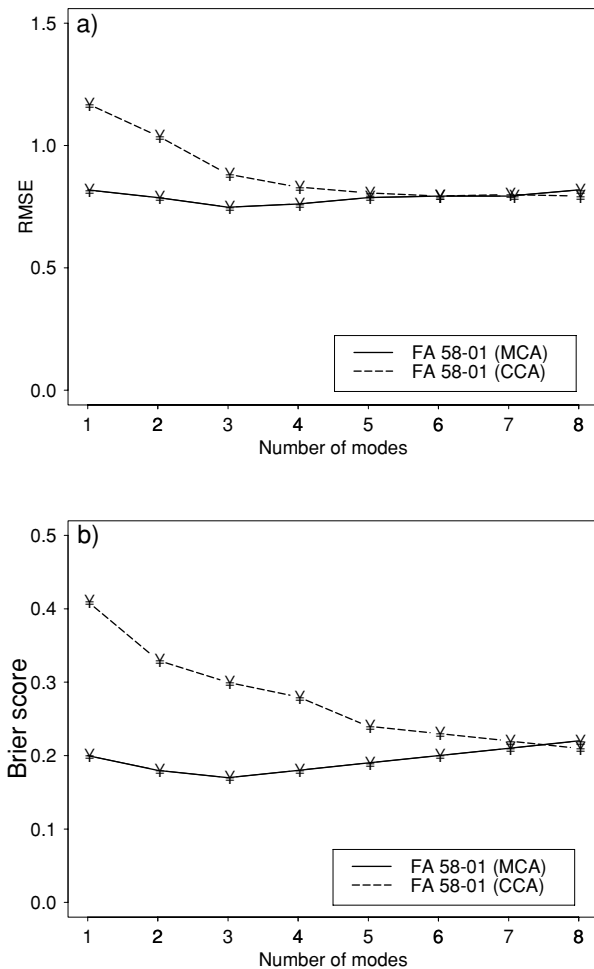 a)
1.5
1.0
0.5
0.0
RMSE
¥ ¥ ¥ ¥ ¥ ¥ ¥ ¥
¥ ¥ ¥ ¥ ¥ ¥ ¥ ¥
FA 58-01 (MCA)
FA 58-01 (CCA)
1 2 3 4 5 6 7 8
Number of modes
b)
0.5
0.4
0.3
0.2
0.1
0.0
Brier score
¥ ¥ ¥ ¥ ¥ ¥ ¥ ¥
¥ ¥ ¥ ¥ ¥ ¥ ¥ ¥
FA 58-01 (MCA)
FA 58-01 (CCA)
1 2 3 4 5 6 7 8
Number of modes